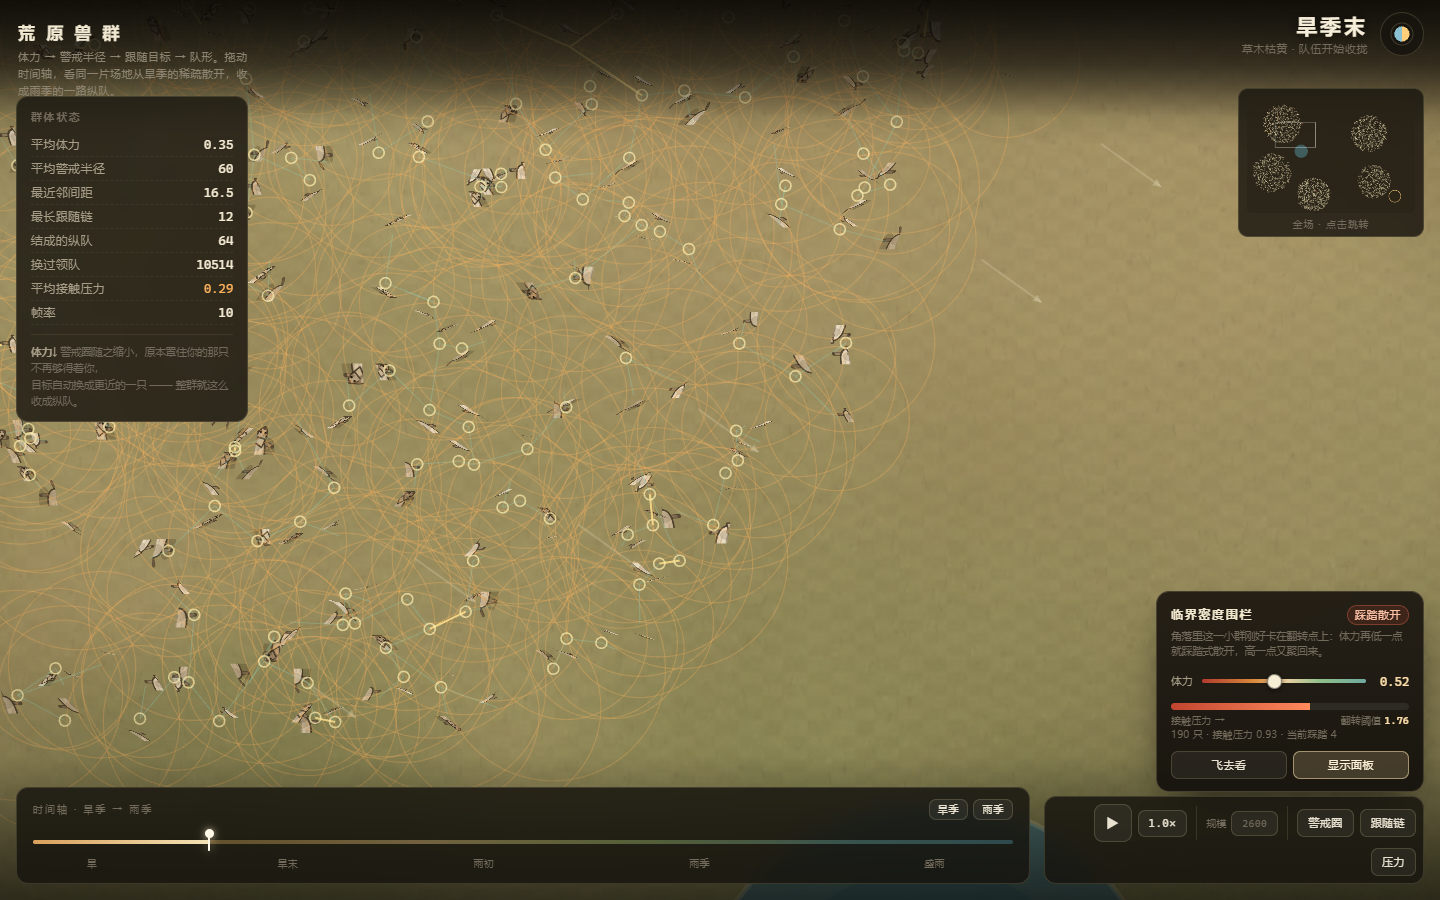 荒原兽群
体力 → 警戒半径 → 跟随目标 → 队形。拖动
时间轴，看同一片场地从旱季的稀疏散开，收
成雨季的一路纵队。
群体状态
平均体力 0.35
平均警戒半径 60
最近邻间距 16.5
最长跟随链 12
结成的纵队 64
换过领队 10514
平均接触压力 0.29
帧率 10
体力↓ 警戒圈随之缩小，原本罩住你的那只
不再够得着你，
目标自动换成更近的一只 —— 整群就这么
收成纵队。
旱季末
草木枯黄 · 队伍开始收拢
全场 · 点击跳转
临界密度围栏 踩踏散开
角落里这一小群刚好卡在翻转点上：体力再低一点
就踩踏式散开，高一点又聚回来。
体力 0.52
接触压力 → 翻转阈值 1.76
190 只 · 接触压力 0.93 · 当前踩踏 4
飞去看 显示面板
时间轴 · 旱季 → 雨季 旱季 雨季
旱 旱末 雨初 雨季 盛雨
1.0× 规模 2600 警戒圈 跟随链
压力